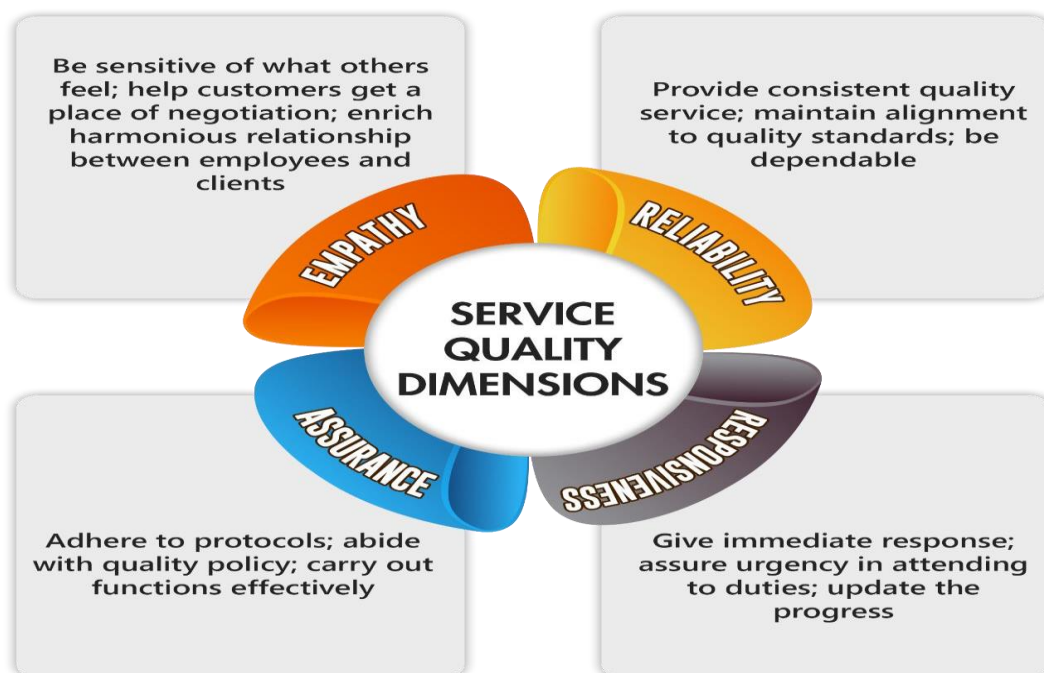 Be sensitive of what others
feel; help customers get a
place of negotiation; enrich
harmonious relationship
between employees and
clients
Provide consistent quality
service; maintain alignment
to quality standards; be
dependable
EMPATHY
RELIABILITY
SERVICE
QUALITY
DIMENSIONS
ASSURANCE
RESPONSIVENESS
Adhere to protocols; abide
with quality policy; carry out
functions effectively
Give immediate response;
assure urgency in attending
to duties; update the
progress